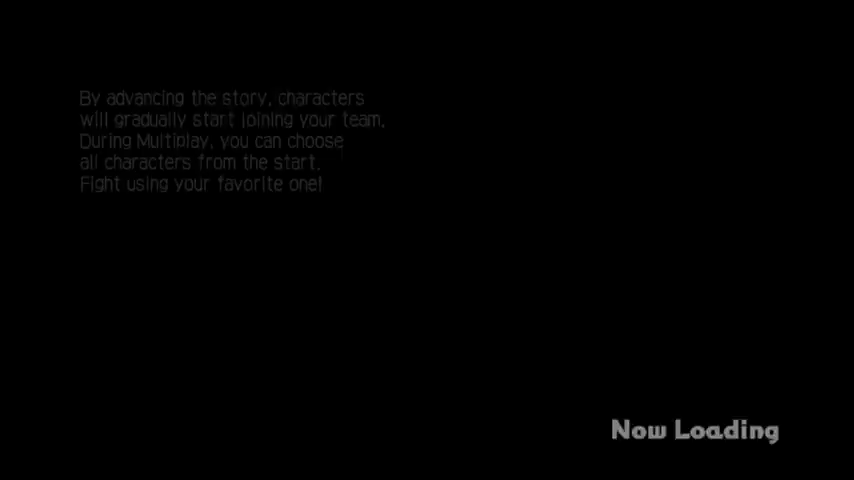 By advancing the story, characters
will gradually start joining your team.
During Multiplay, you can choose
all characters from the start.
Fight using your favorite one!
Now Loading